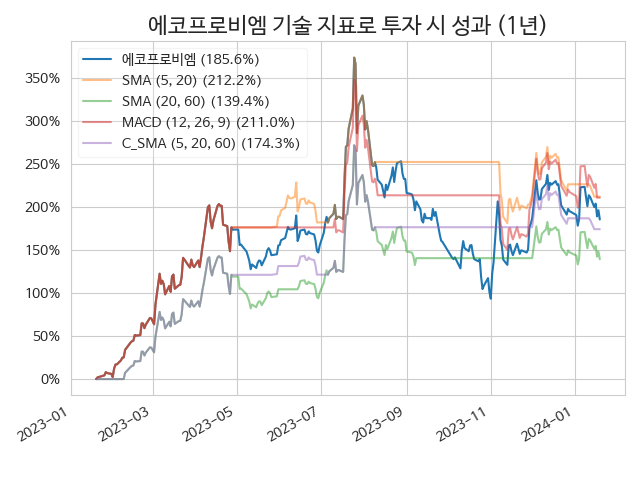 에코프로비엠 기술 지표로 투자 시 성과 (1년)
에코프로비엠 (185.6%)
SMA (5, 20) (212.2%)
SMA (20, 60) (139.4%)
MACD (12, 26, 9) (211.0%)
C_SMA (5, 20, 60) (174.3%)
350%
300%
250%
200%
150%
100%
50%
0%
2023-01
2023-03
2023-05
2023-07
2023-09
2023-11
2024-01